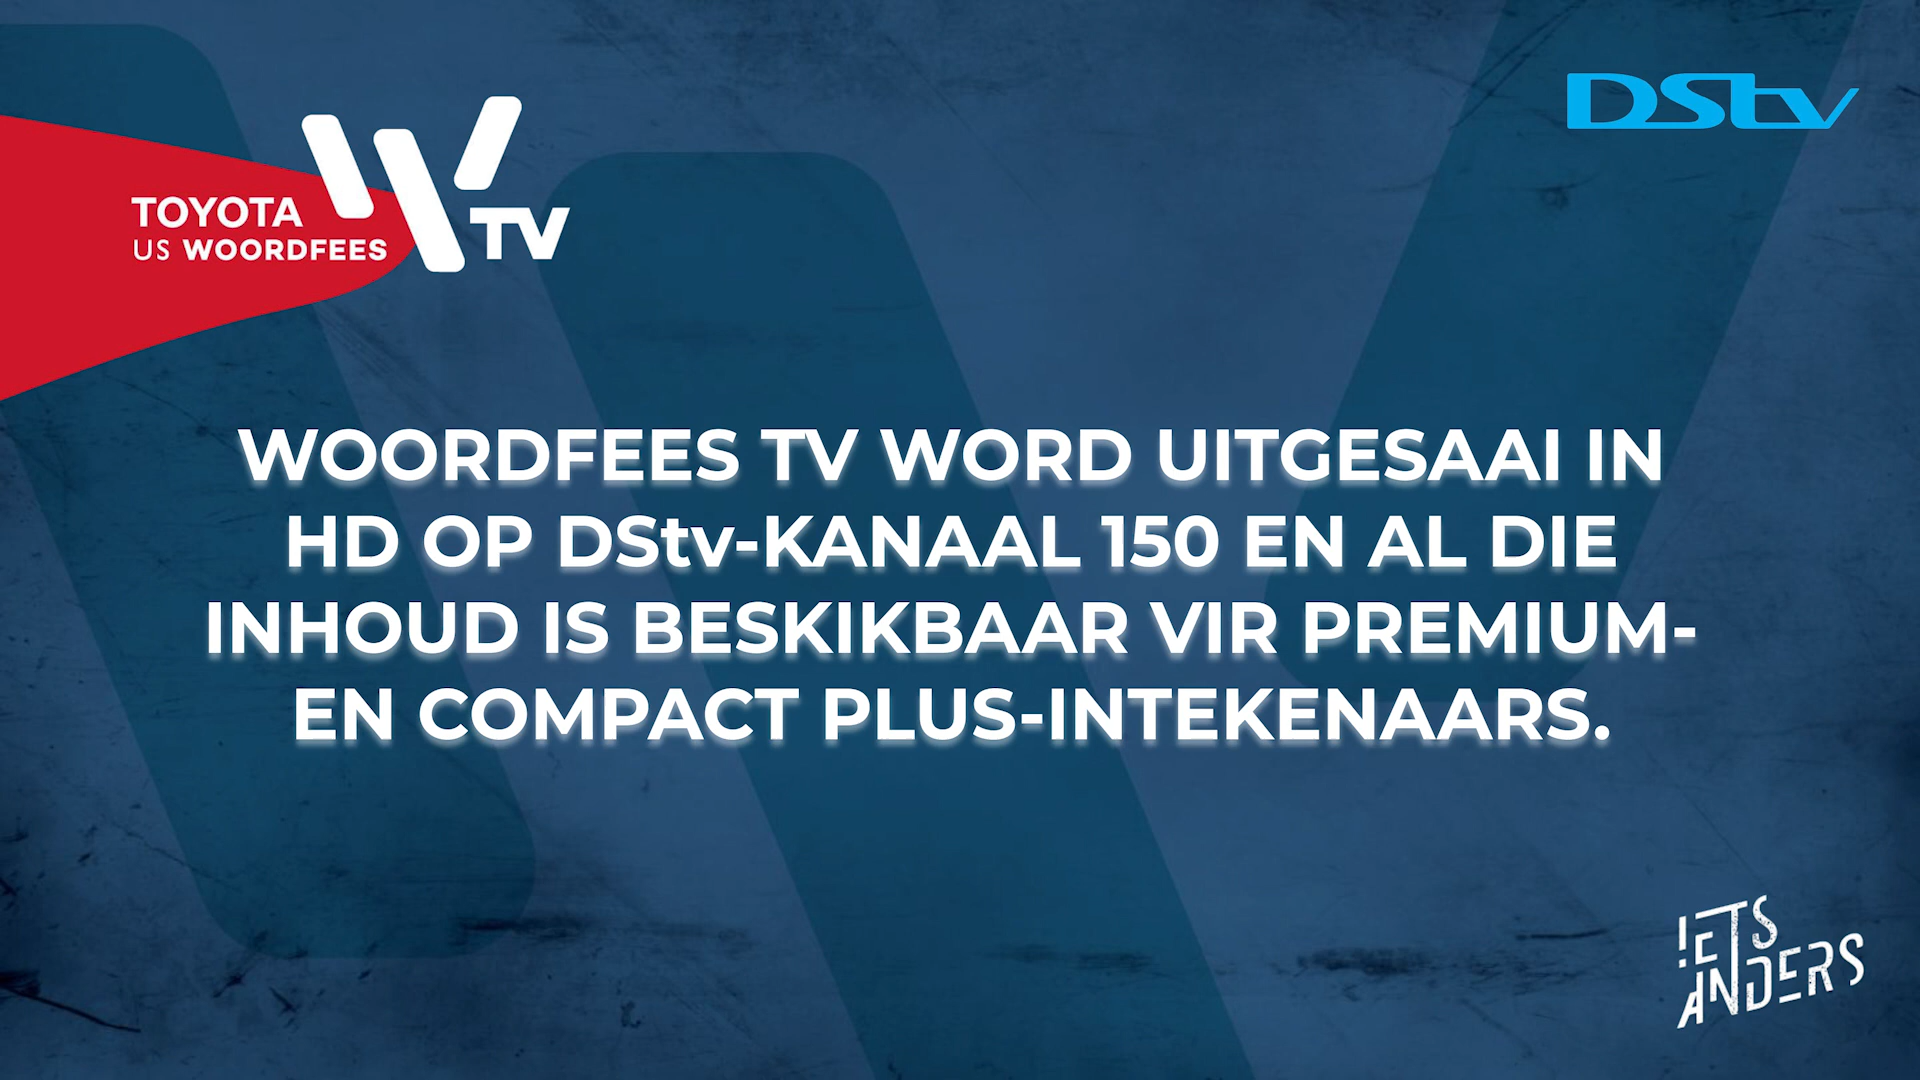 DStv
TOYOTA
US WOORDFEES
W TV
WOORDFEES TV WORD UITGESAAI IN
HD OP DStv-KANAAL 150 EN AL DIE
INHOUD IS BESKIKBAAR VIR PREMIUM-
EN COMPACT PLUS-INTEKENAARS.
!ETS
ANDERS